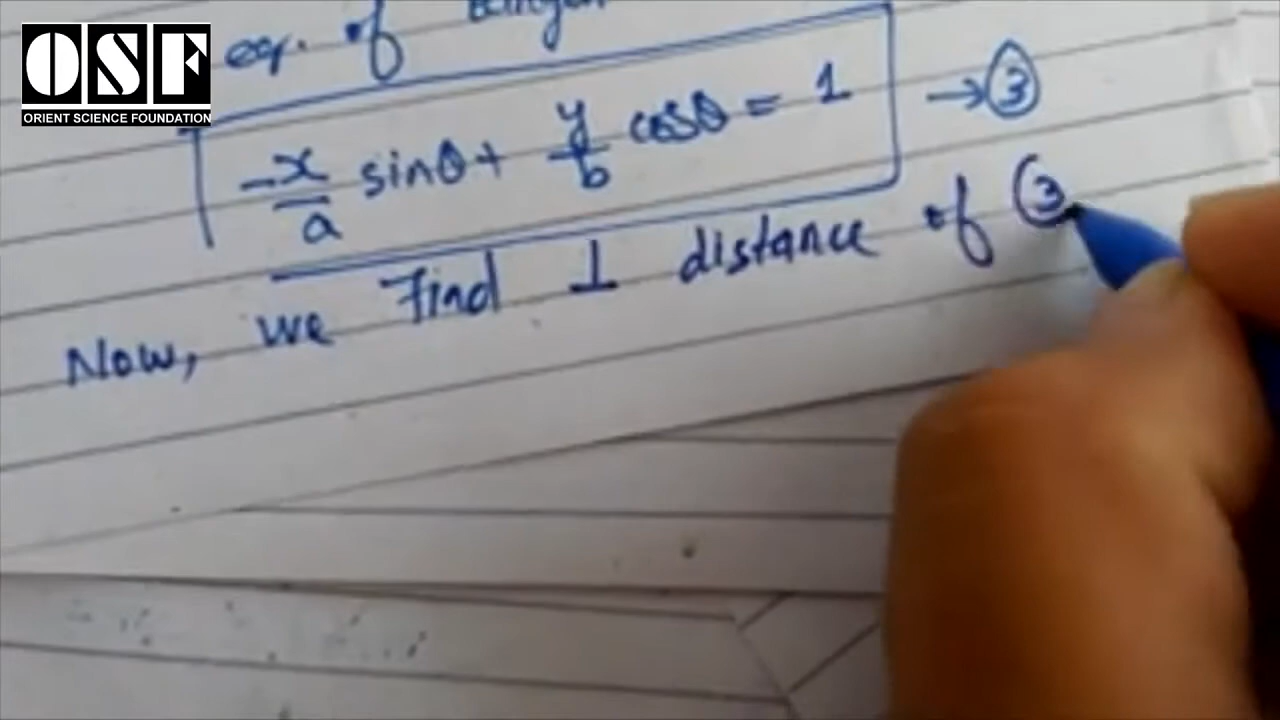 OSF
ORIENT SCIENCE FOUNDATION
eq. of
-x/a sinθ + y/b cosθ = 1 → ③
Now, we Find ⊥ distance of ③